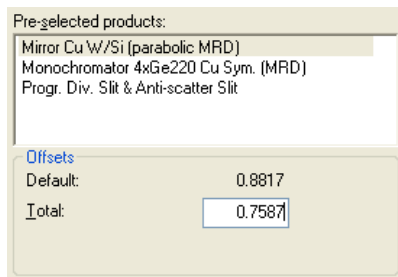 Pre-selected products:
Mirror Cu W/Si (parabolic MRD)
Monochromator 4xGe220 Cu Sym. (MRD)
Progr. Div. Slit & Anti-scatter Slit
Offsets
Default: 0.8817
Total: 0.7587